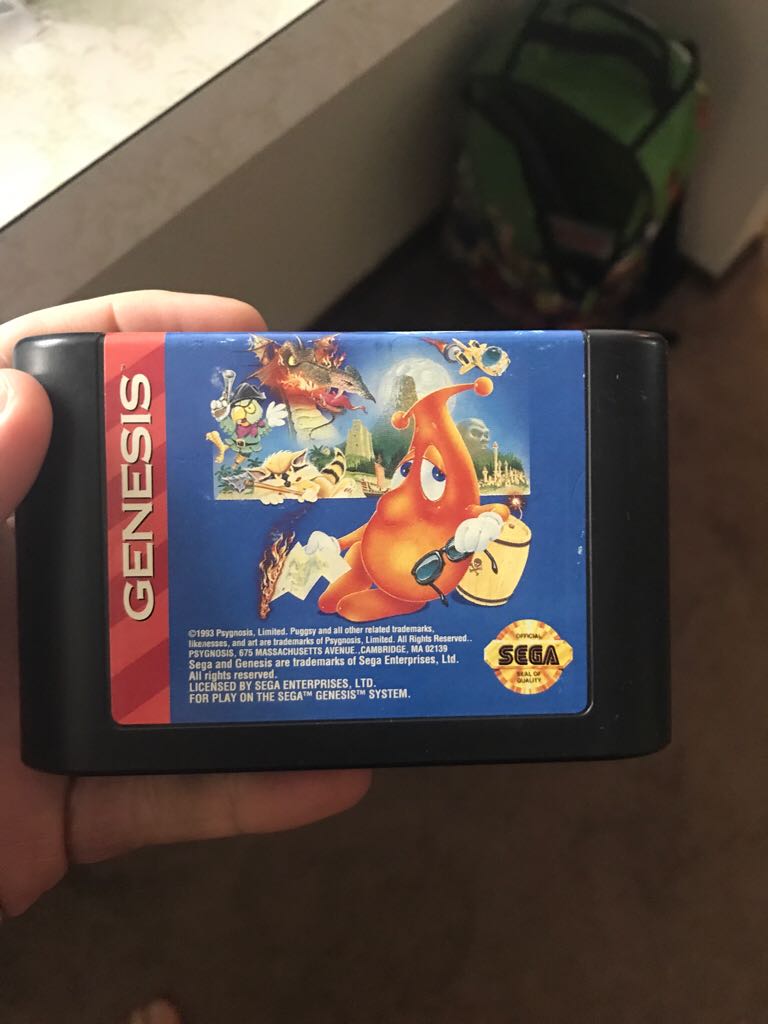 GENESIS
©1993 Psygnosis, Limited. Puggsy and all other related trademarks,
likenesses, and art are trademarks of Psygnosis, Limited. All Rights Reserved..
PSYGNOSIS, 675 MASSACHUSETTS AVENUE.,CAMBRIDGE, MA 02139
Sega and Genesis are trademarks of Sega Enterprises, Ltd.
All rights reserved.
LICENSED BY SEGA ENTERPRISES, LTD.
FOR PLAY ON THE SEGA™ GENESIS™ SYSTEM.
OFFICIAL
SEGA
SEAL OF
QUALITY